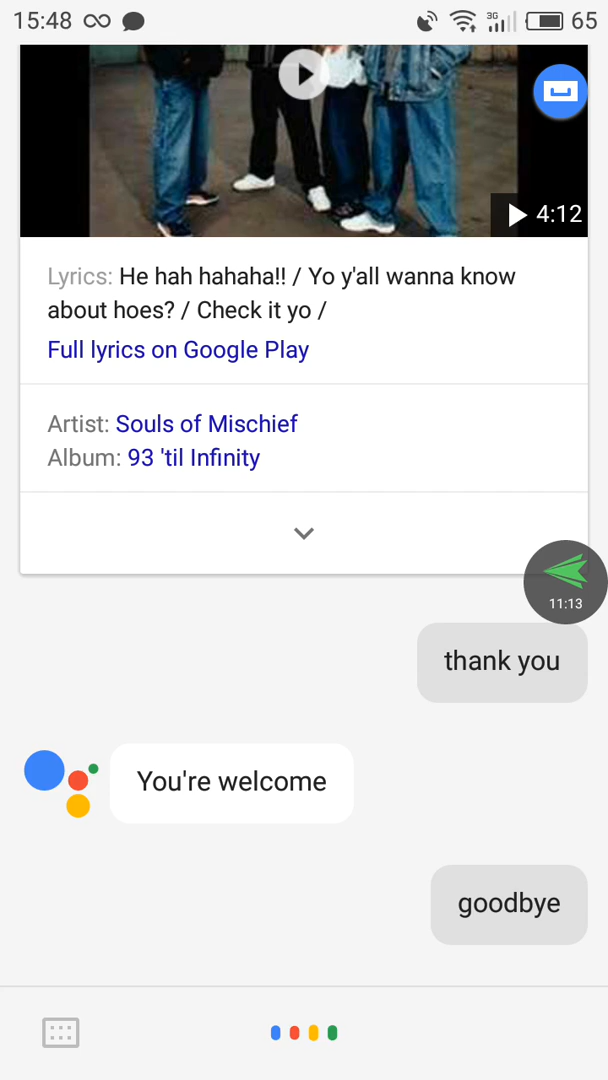 15:48 3G 65
4:12
Lyrics: He hah hahaha!! / Yo y'all wanna know
about hoes? / Check it yo /
Full lyrics on Google Play
Artist: Souls of Mischief
Album: 93 'til Infinity
11:13
thank you
You're welcome
goodbye